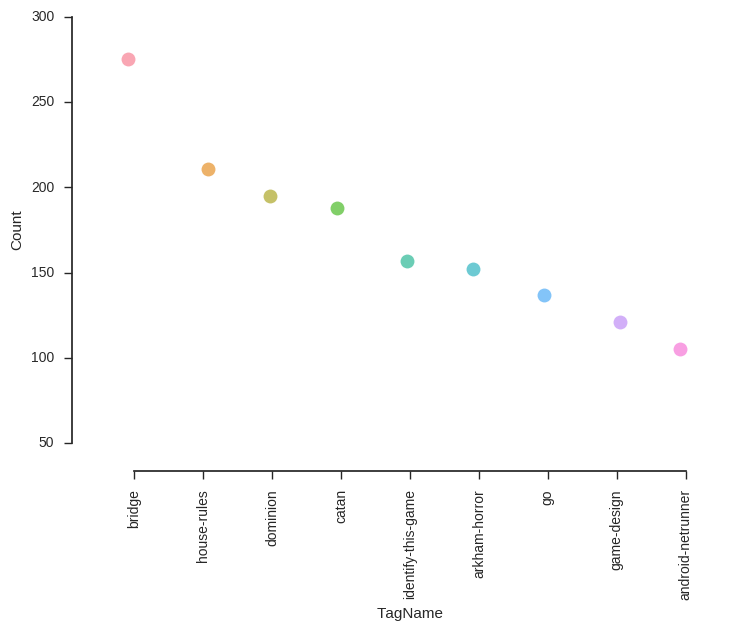 300
250
200
150
100
50
Count
bridge
house-rules
dominion
catan
identify-this-game
arkham-horror
go
game-design
android-netrunner
TagName